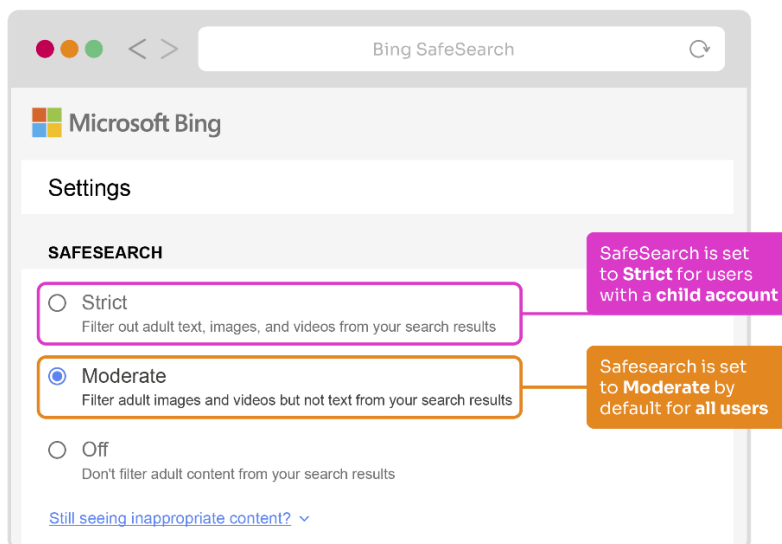 Bing SafeSearch
Microsoft Bing
Settings
SAFESEARCH
Strict
Filter out adult text, images, and videos from your search results
Moderate
Filter adult images and videos but not text from your search results
Off
Don't filter adult content from your search results
Still seeing inappropriate content?
SafeSearch is set
to Strict for users
with a child account
Safesearch is set
to Moderate by
default for all users